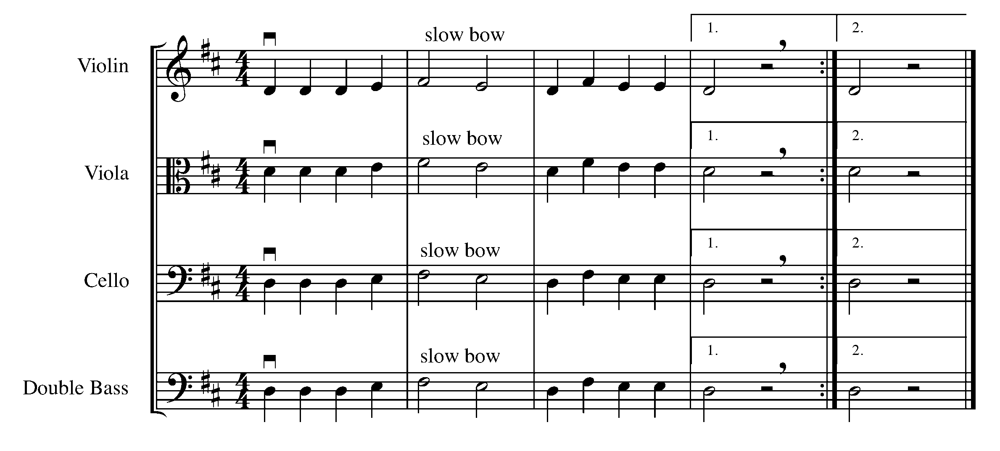 1. 2.
slow bow
Violin
1. 2.
slow bow
Viola
1. 2.
slow bow
Cello
1. 2.
slow bow
Double Bass